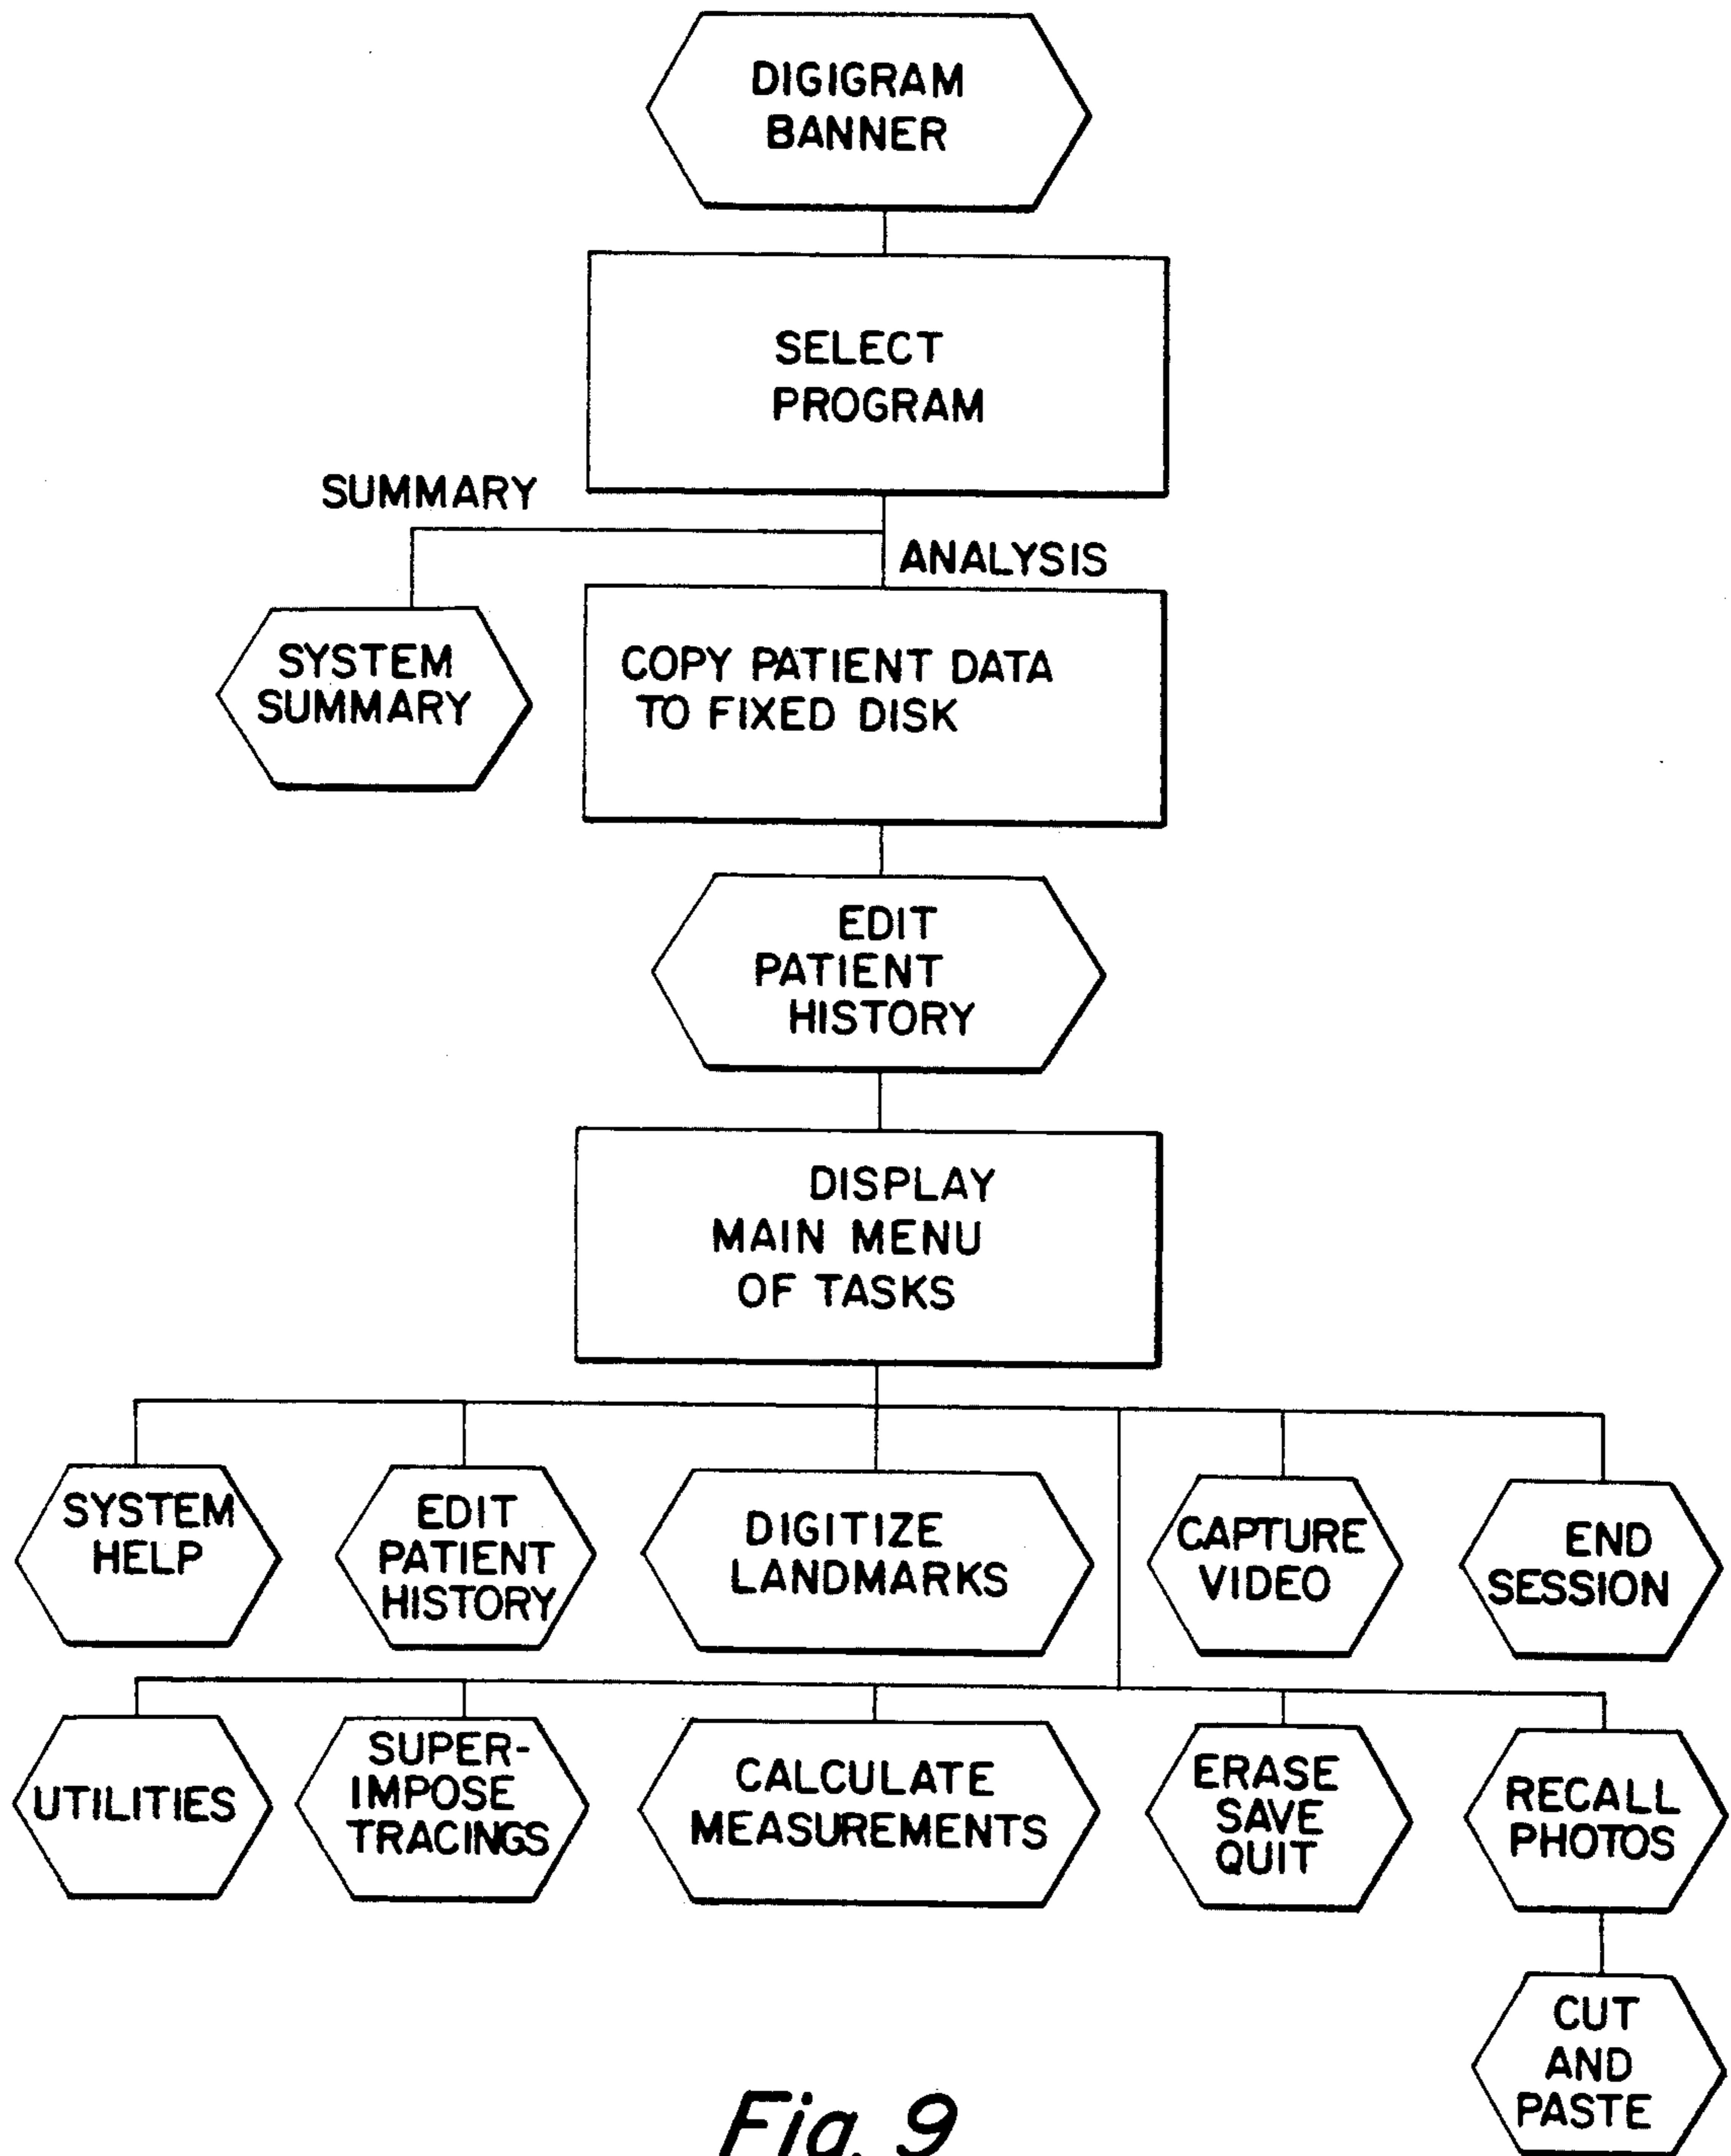 DIGIGRAM
BANNER
SELECT
PROGRAM
SUMMARY
ANALYSIS
SYSTEM
SUMMARY
COPY PATIENT DATA
TO FIXED DISK
EDIT
PATIENT
HISTORY
DISPLAY
MAIN MENU
OF TASKS
SYSTEM
HELP
EDIT
PATIENT
HISTORY
DIGITIZE
LANDMARKS
CAPTURE
VIDEO
END
SESSION
UTILITIES
SUPER-
IMPOSE
TRACINGS
CALCULATE
MEASUREMENTS
ERASE
SAVE
QUIT
RECALL
PHOTOS
CUT
AND
PASTE
Fig. 9